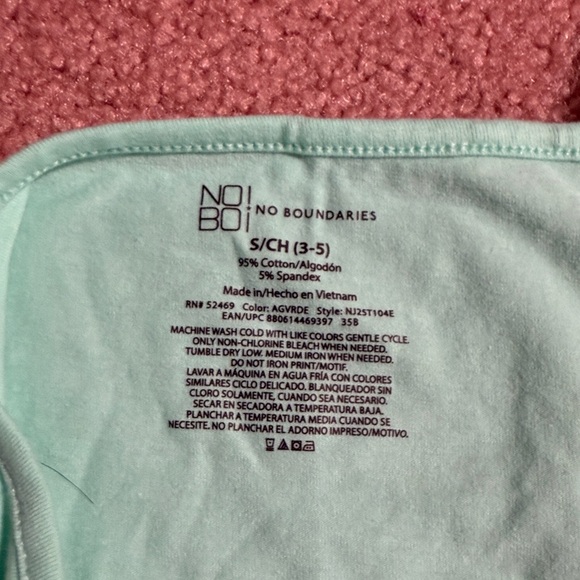 NO!
BO¡ NO BOUNDARIES
S/CH (3-5)
95% Cotton/Algodón
5% Spandex
Made in/Hecho en Vietnam
RN# 52469 Color: AGVRDE Style: NJ25T104E
EAN/UPC 880614469397 35B
MACHINE WASH COLD WITH LIKE COLORS GENTLE CYCLE.
ONLY NON-CHLORINE BLEACH WHEN NEEDED.
TUMBLE DRY LOW. MEDIUM IRON WHEN NEEDED.
DO NOT IRON PRINT/MOTIF.
LAVAR A MÁQUINA EN AGUA FRÍA CON COLORES
SIMILARES CICLO DELICADO. BLANQUEADOR SIN
CLORO SOLAMENTE, CUANDO SEA NECESARIO.
SECAR EN SECADORA A TEMPERATURA BAJA.
PLANCHAR A TEMPERATURA MEDIA CUANDO SE
NECESITE. NO PLANCHAR EL ADORNO IMPRESO/MOTIVO.